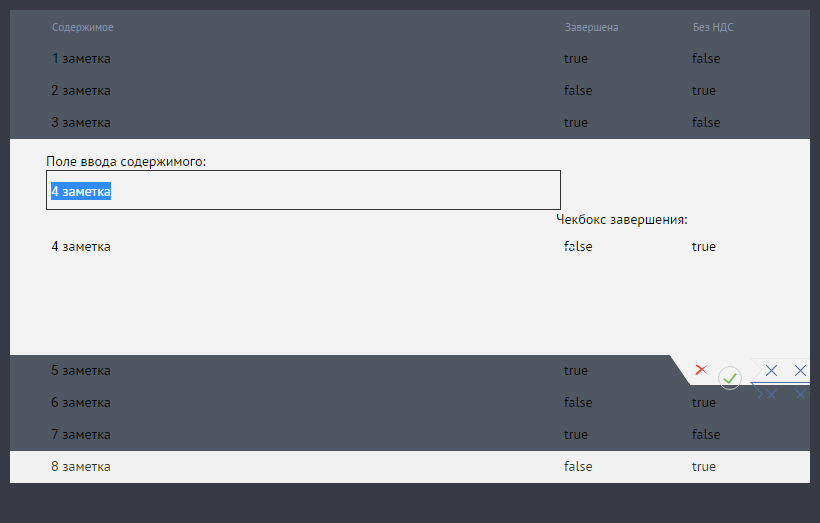 Содержимое Завершена Без НДС
1 заметка true false
2 заметка false true
3 заметка true false
Поле ввода содержимого:
4 заметка
Чекбокс завершения:
4 заметка false true
5 заметка true
6 заметка false true
7 заметка true false
8 заметка false true